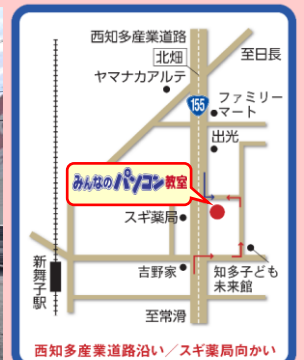 西知多産業道路
北畑
至日長
ヤマナカアルテ
155
ファミリー
マート
出光
みんなのパソコン教室
スギ薬局
新舞子駅
吉野家
知多子ども
未来館
至常滑
西知多産業道路沿い/スギ薬局向かい